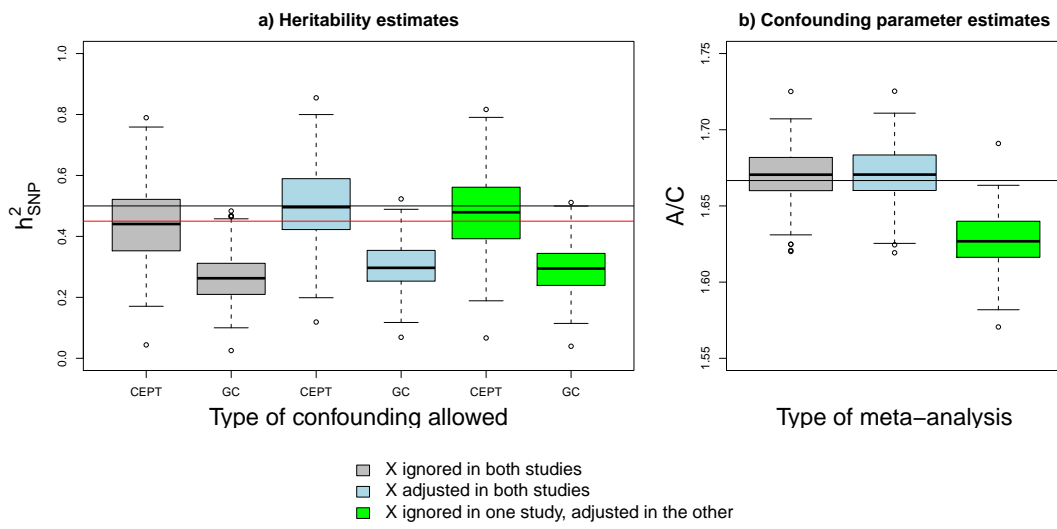 a) Heritability estimates
b) Confounding parameter estimates
h²SNP
1.0
0.8
0.6
0.4
0.2
0.0
CEPT
GC
CEPT
GC
CEPT
GC
Type of confounding allowed
A/C
1.75
1.70
1.65
1.60
1.55
Type of meta−analysis
X ignored in both studies
X adjusted in both studies
X ignored in one study, adjusted in the other